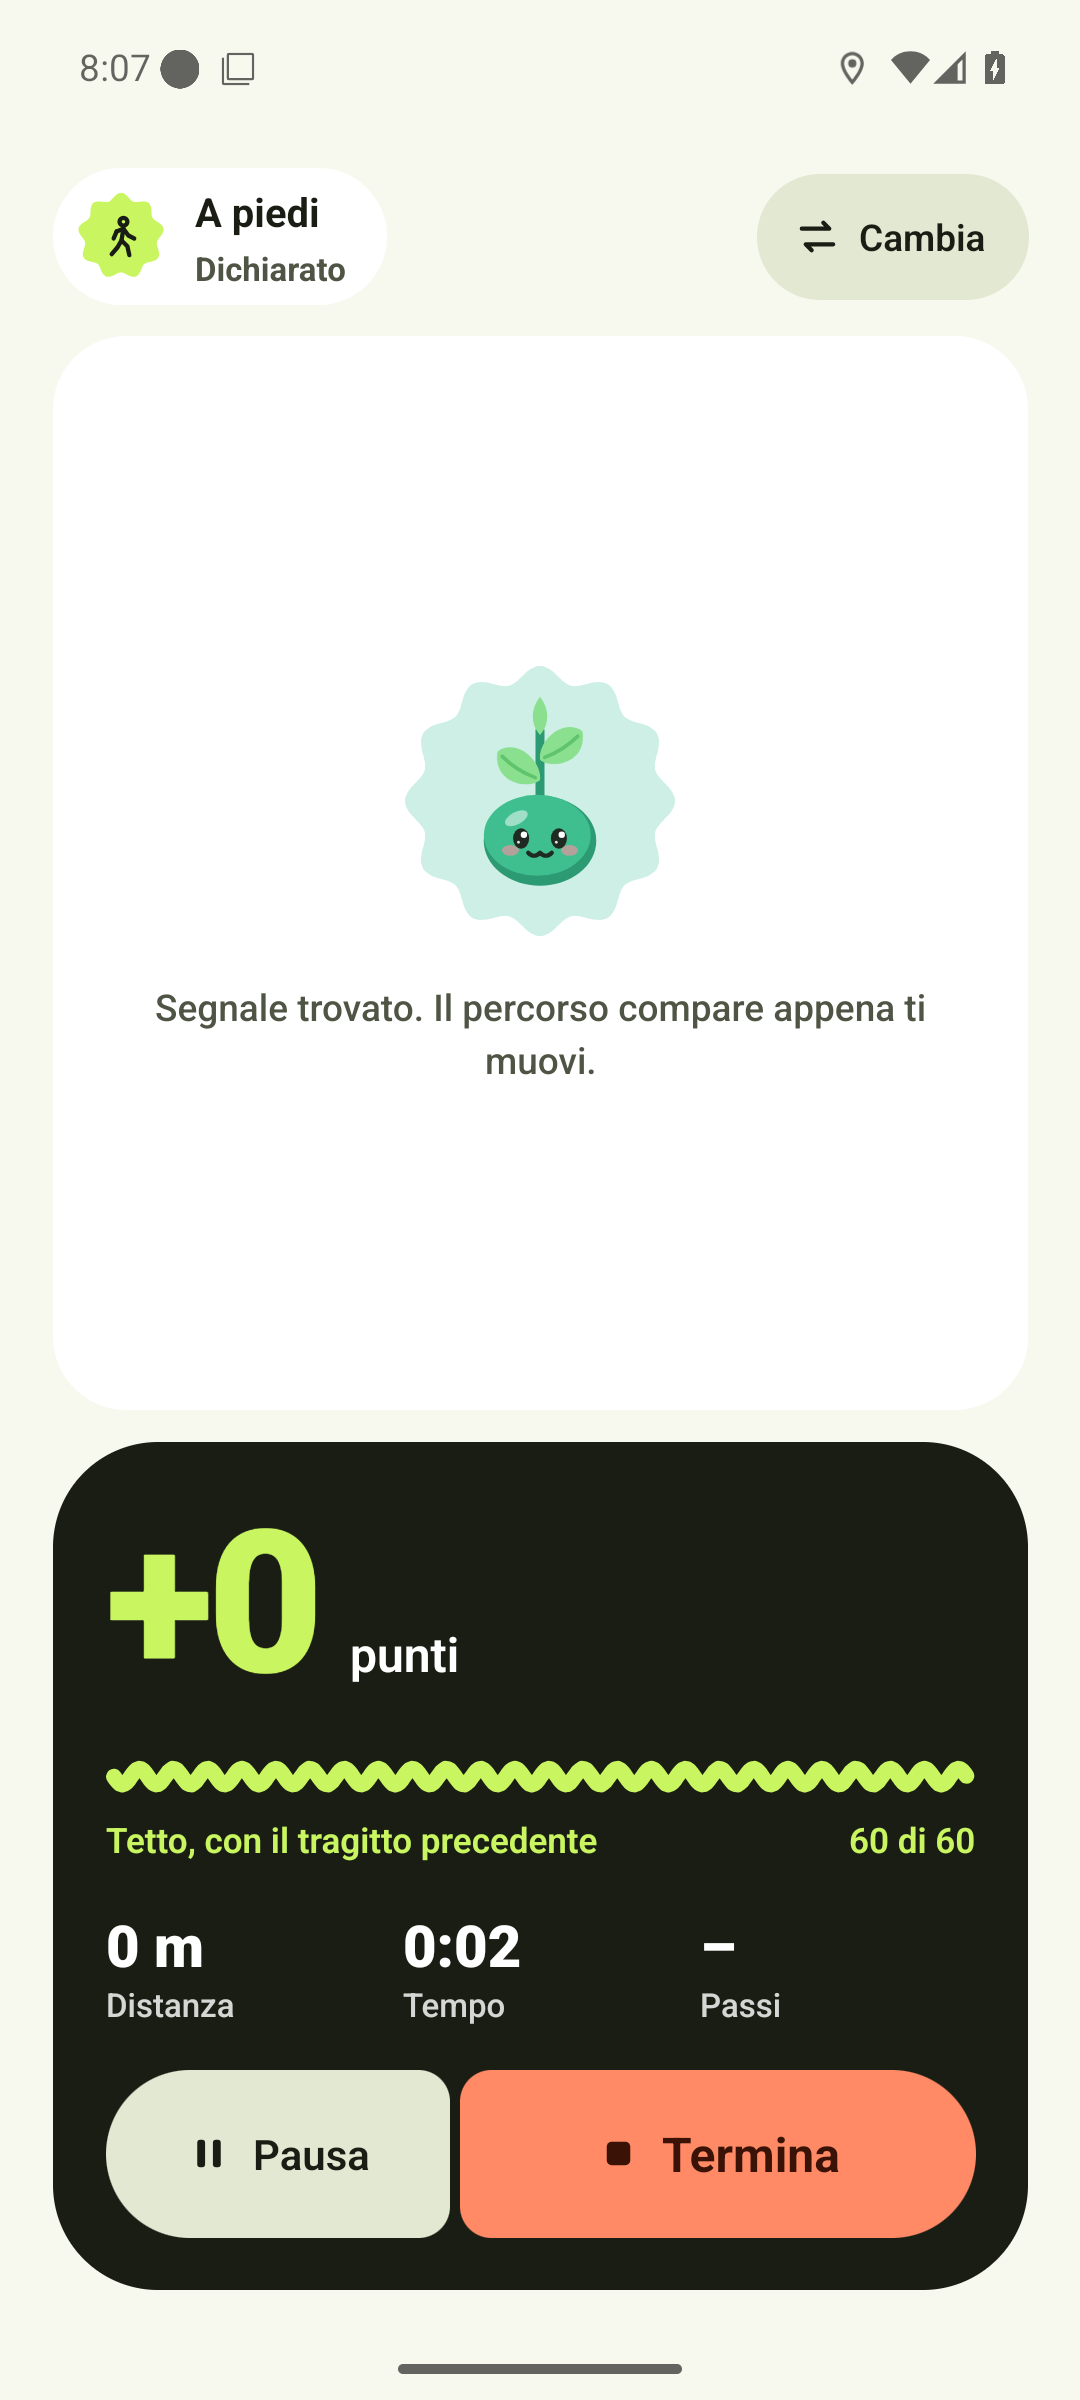 8:07
A piedi
Dichiarato
Cambia
Segnale trovato. Il percorso compare appena ti
muovi.
+0 punti
Tetto, con il tragitto precedente 60 di 60
0 m 0:02 –
Distanza Tempo Passi
Pausa Termina